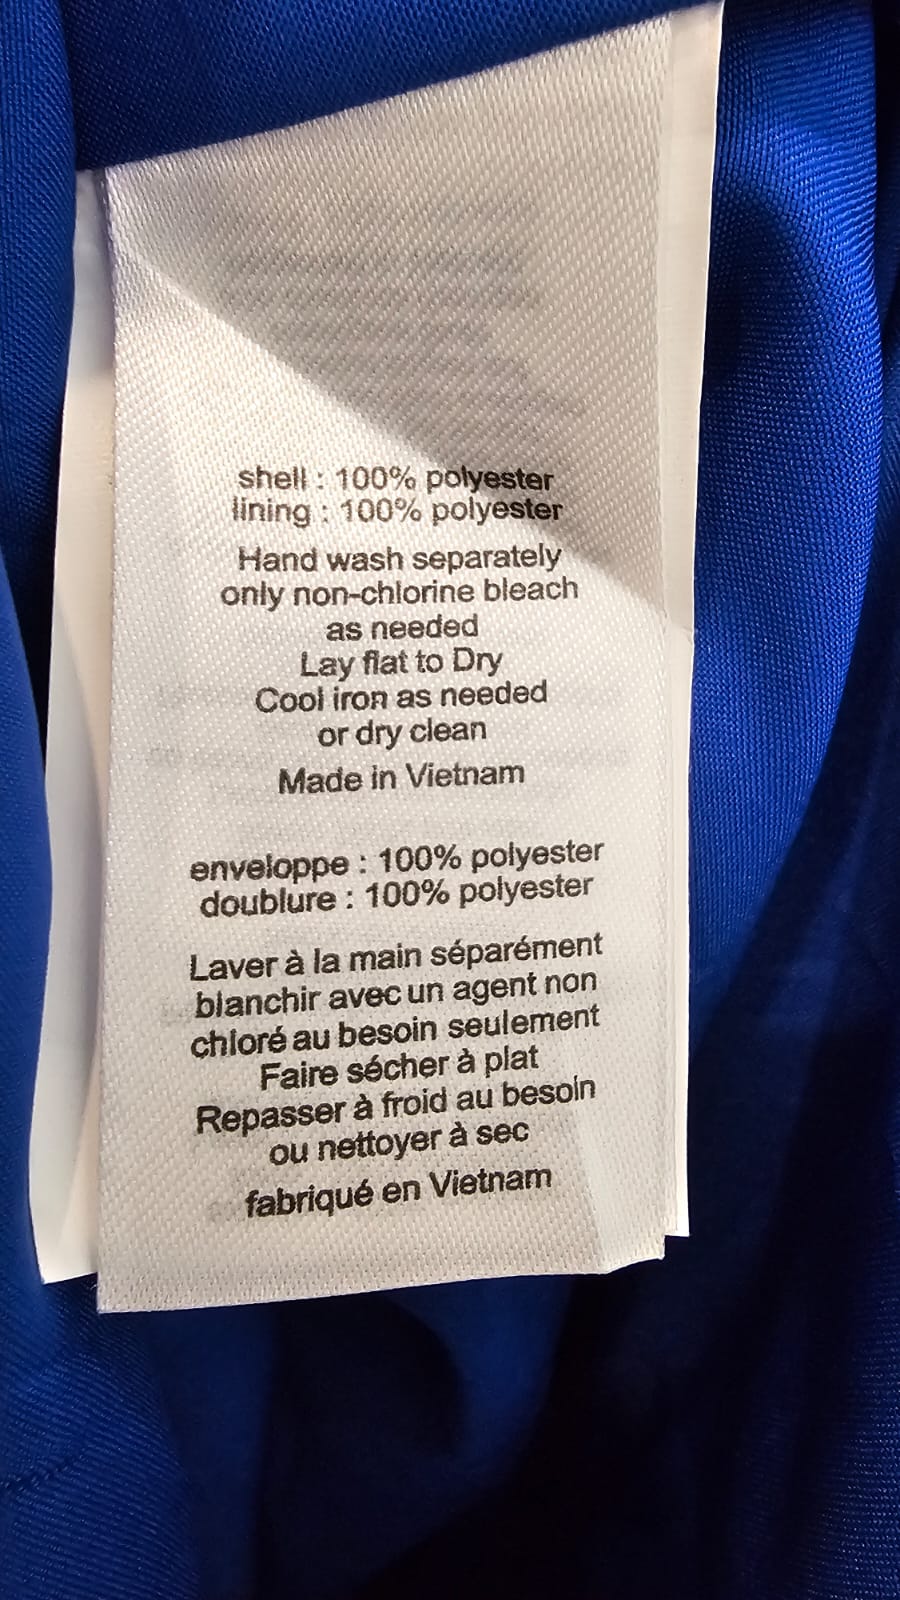 shell : 100% polyester
lining : 100% polyester
Hand wash separately
only non-chlorine bleach
as needed
Lay flat to Dry
Cool iron as needed
or dry clean
Made in Vietnam
enveloppe : 100% polyester
doublure : 100% polyester
Laver à la main séparément
blanchir avec un agent non
chloré au besoin seulement
Faire sécher à plat
Repasser à froid au besoin
ou nettoyer à sec
fabriqué en Vietnam